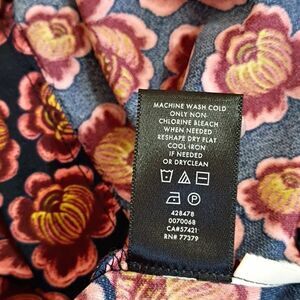 MACHINE WASH COLD
ONLY NON-
CHLORINE BLEACH
WHEN NEEDED
RESHAPE DRY FLAT
COOL IRON
IF NEEDED
OR DRYCLEAN
P
428478
0070068
CA#57421
RN# 77379